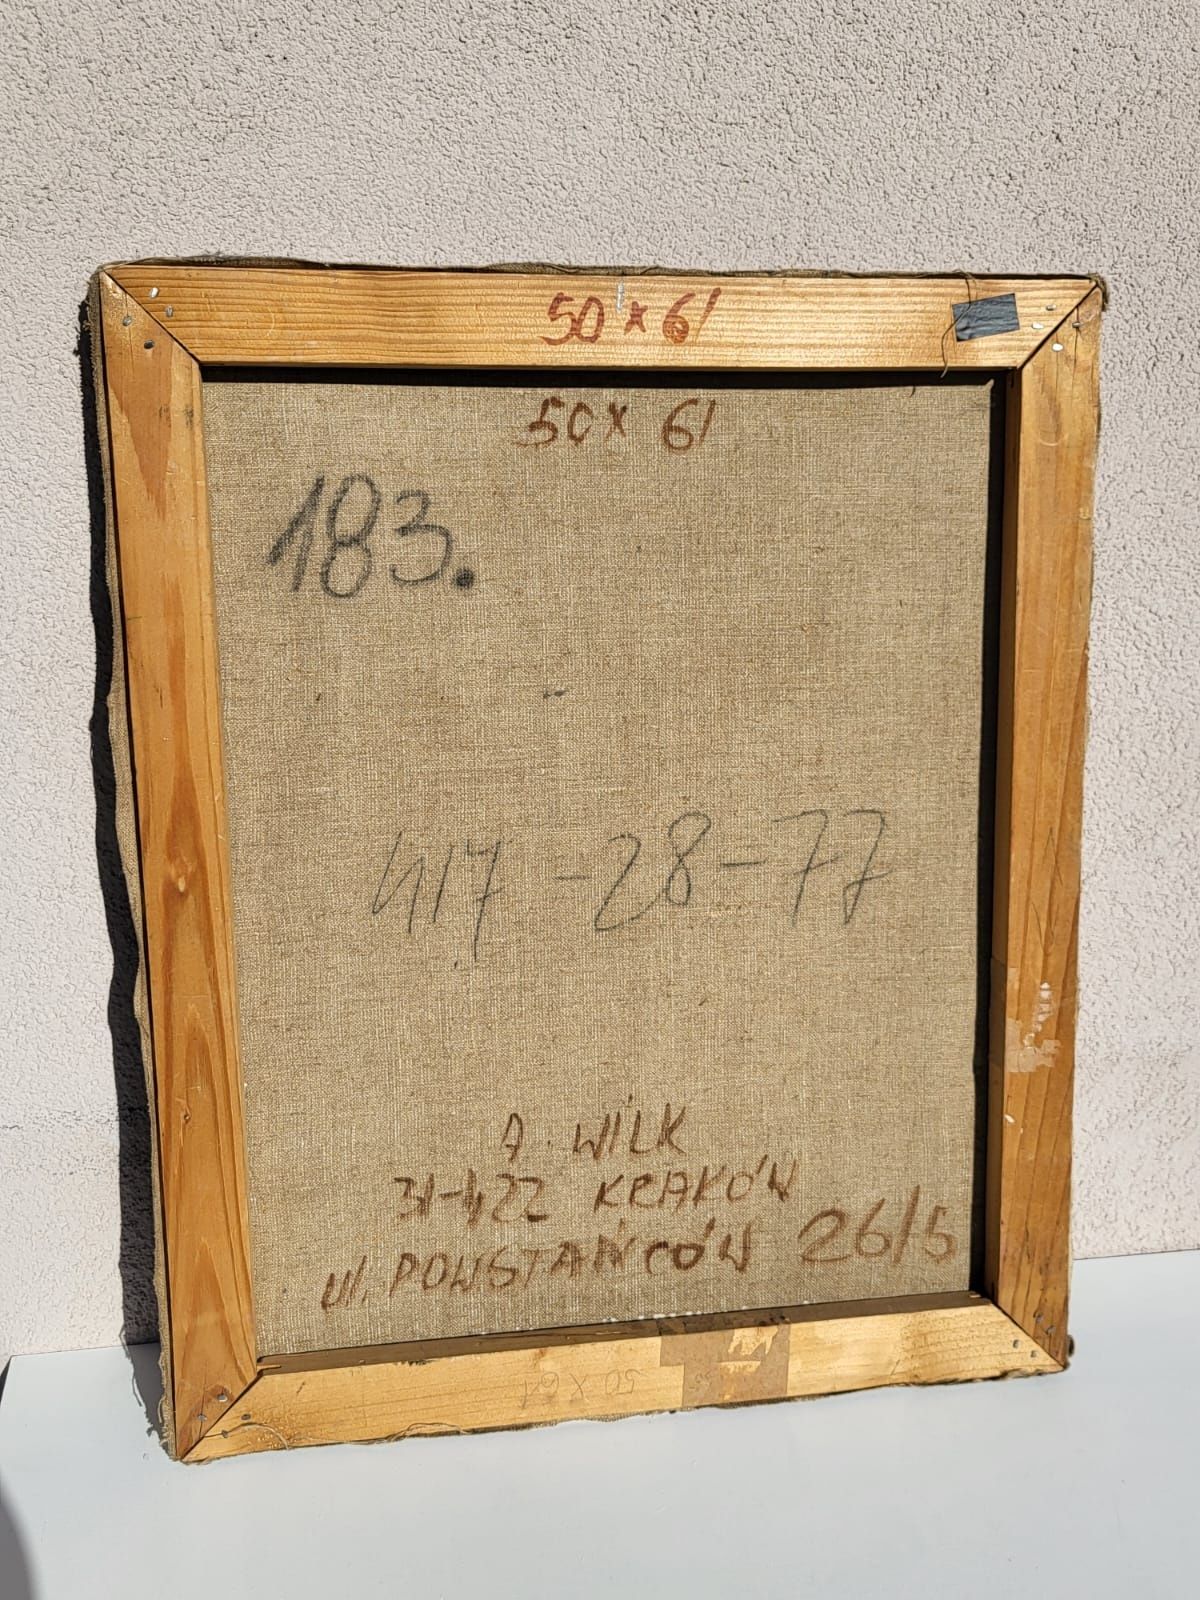 50 x 61
50 x 61
183.
417 - 28 - 77
A. WILK
31-422 KRAKÓW
ul. POWSTAŃCÓW 26/5
50 x 61